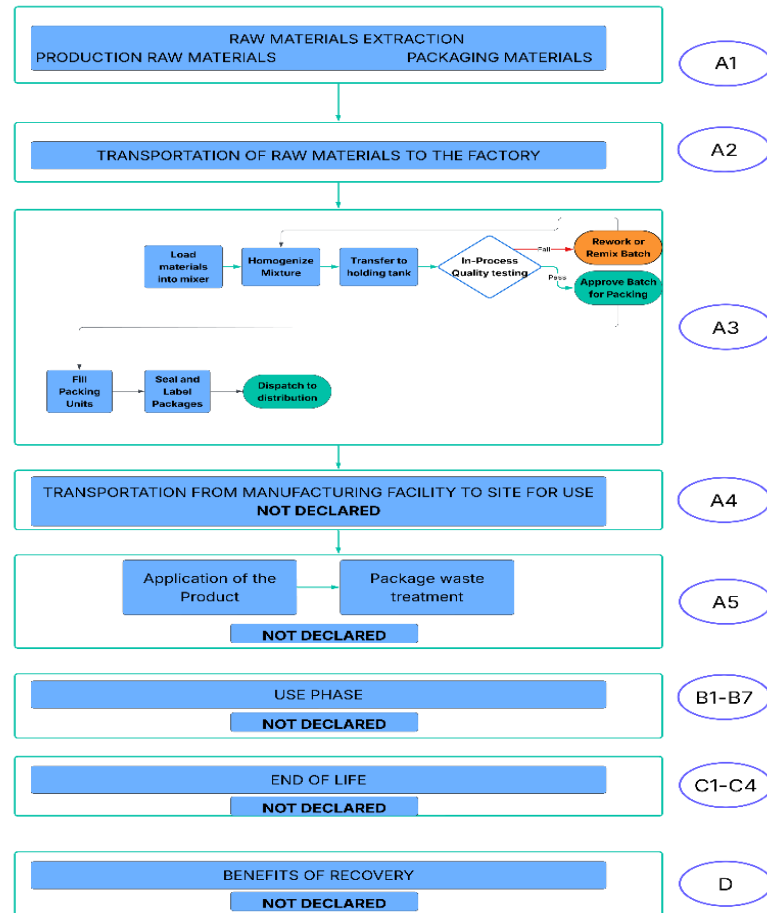 RAW MATERIALS EXTRACTION
PRODUCTION RAW MATERIALS PACKAGING MATERIALS
A1
TRANSPORTATION OF RAW MATERIALS TO THE FACTORY
A2
Load
materials
into mixer
Homogenize
Mixture
Transfer to
holding tank
In-Process
Quality testing
Fail
Rework or
Remix Batch
Pass
Approve Batch
for Packing
A3
Fill
Packing
Units
Seal and
Label
Packages
Dispatch to
distribution
TRANSPORTATION FROM MANUFACTURING FACILITY TO SITE FOR USE
NOT DECLARED
A4
Application of the
Product
Package waste
treatment
NOT DECLARED
A5
USE PHASE
NOT DECLARED
B1-B7
END OF LIFE
NOT DECLARED
C1-C4
BENEFITS OF RECOVERY
NOT DECLARED
D